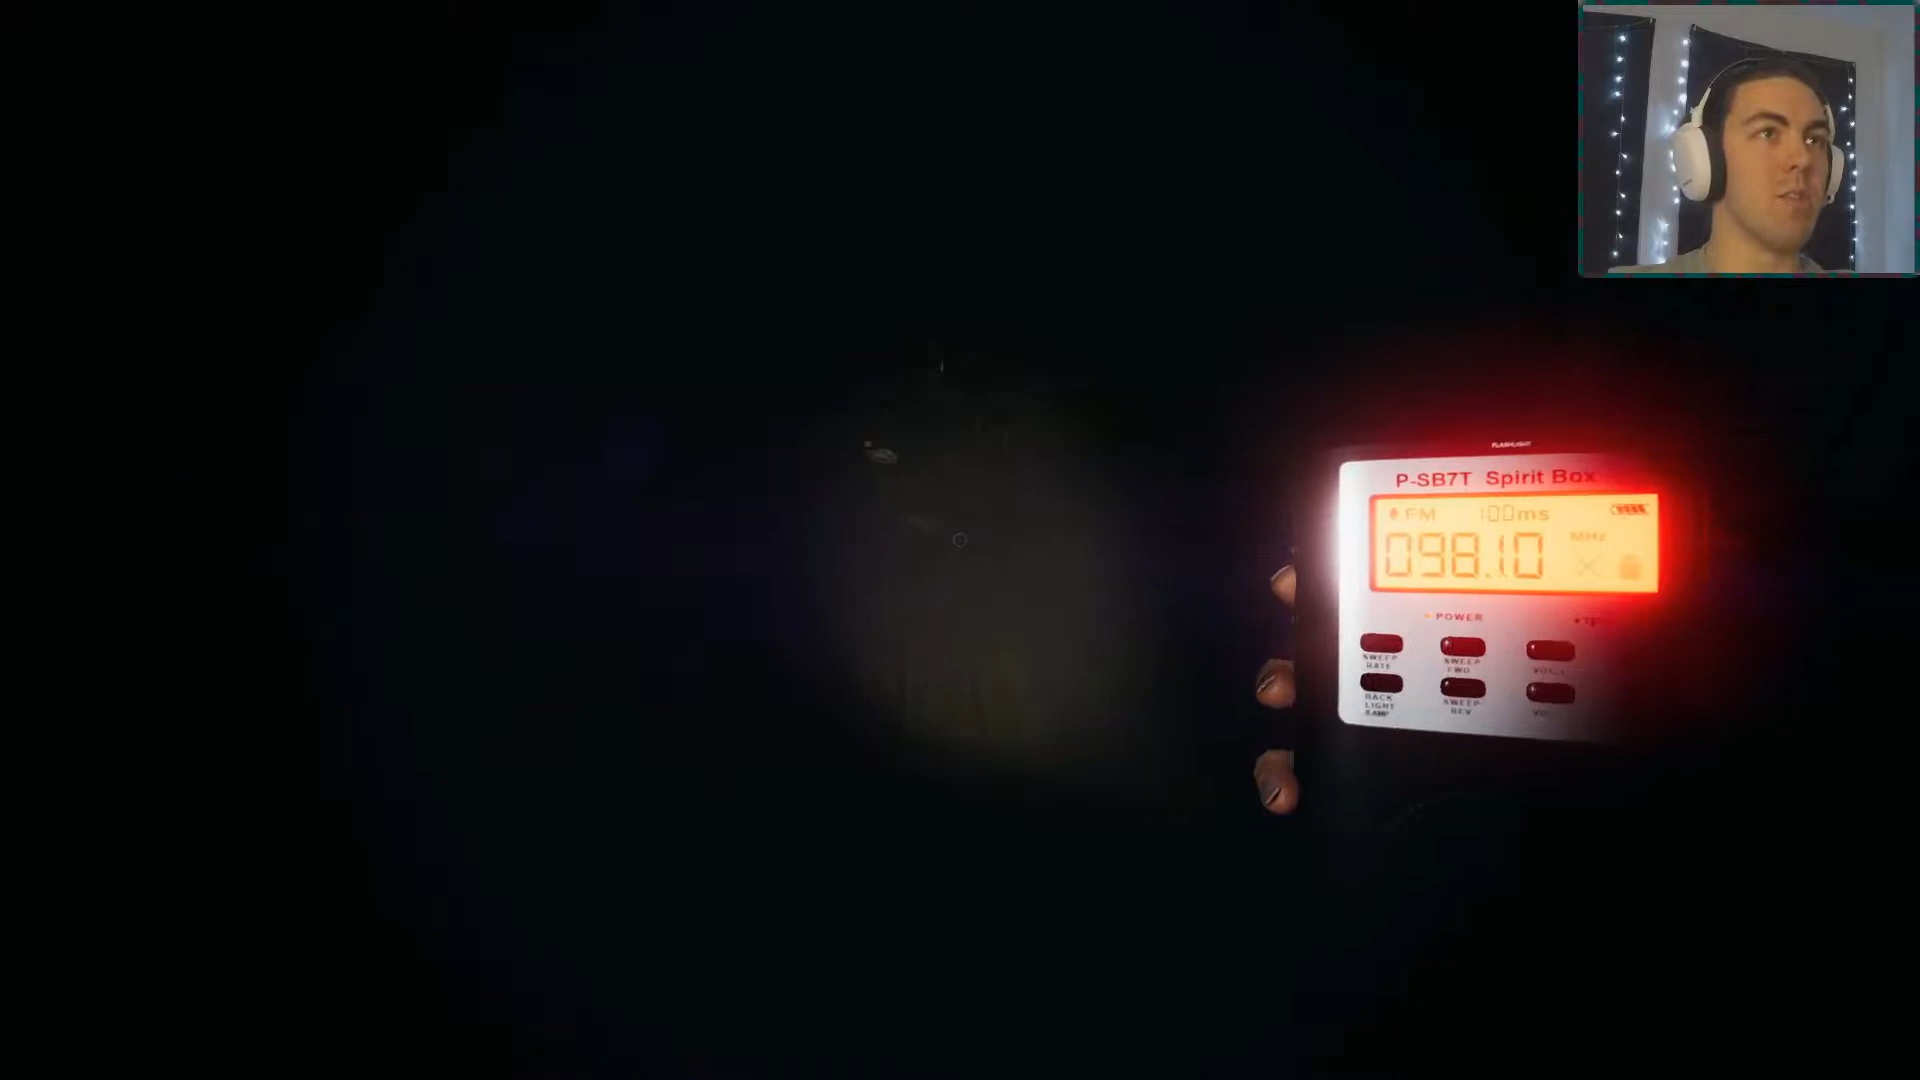 FLASHLIGHT
P-SB7T Spirit Box
FM 100ms
098.10 MHz
POWER
SWEEP RATE
SWEEP FWD
BACK LIGHT
SWEEP REV